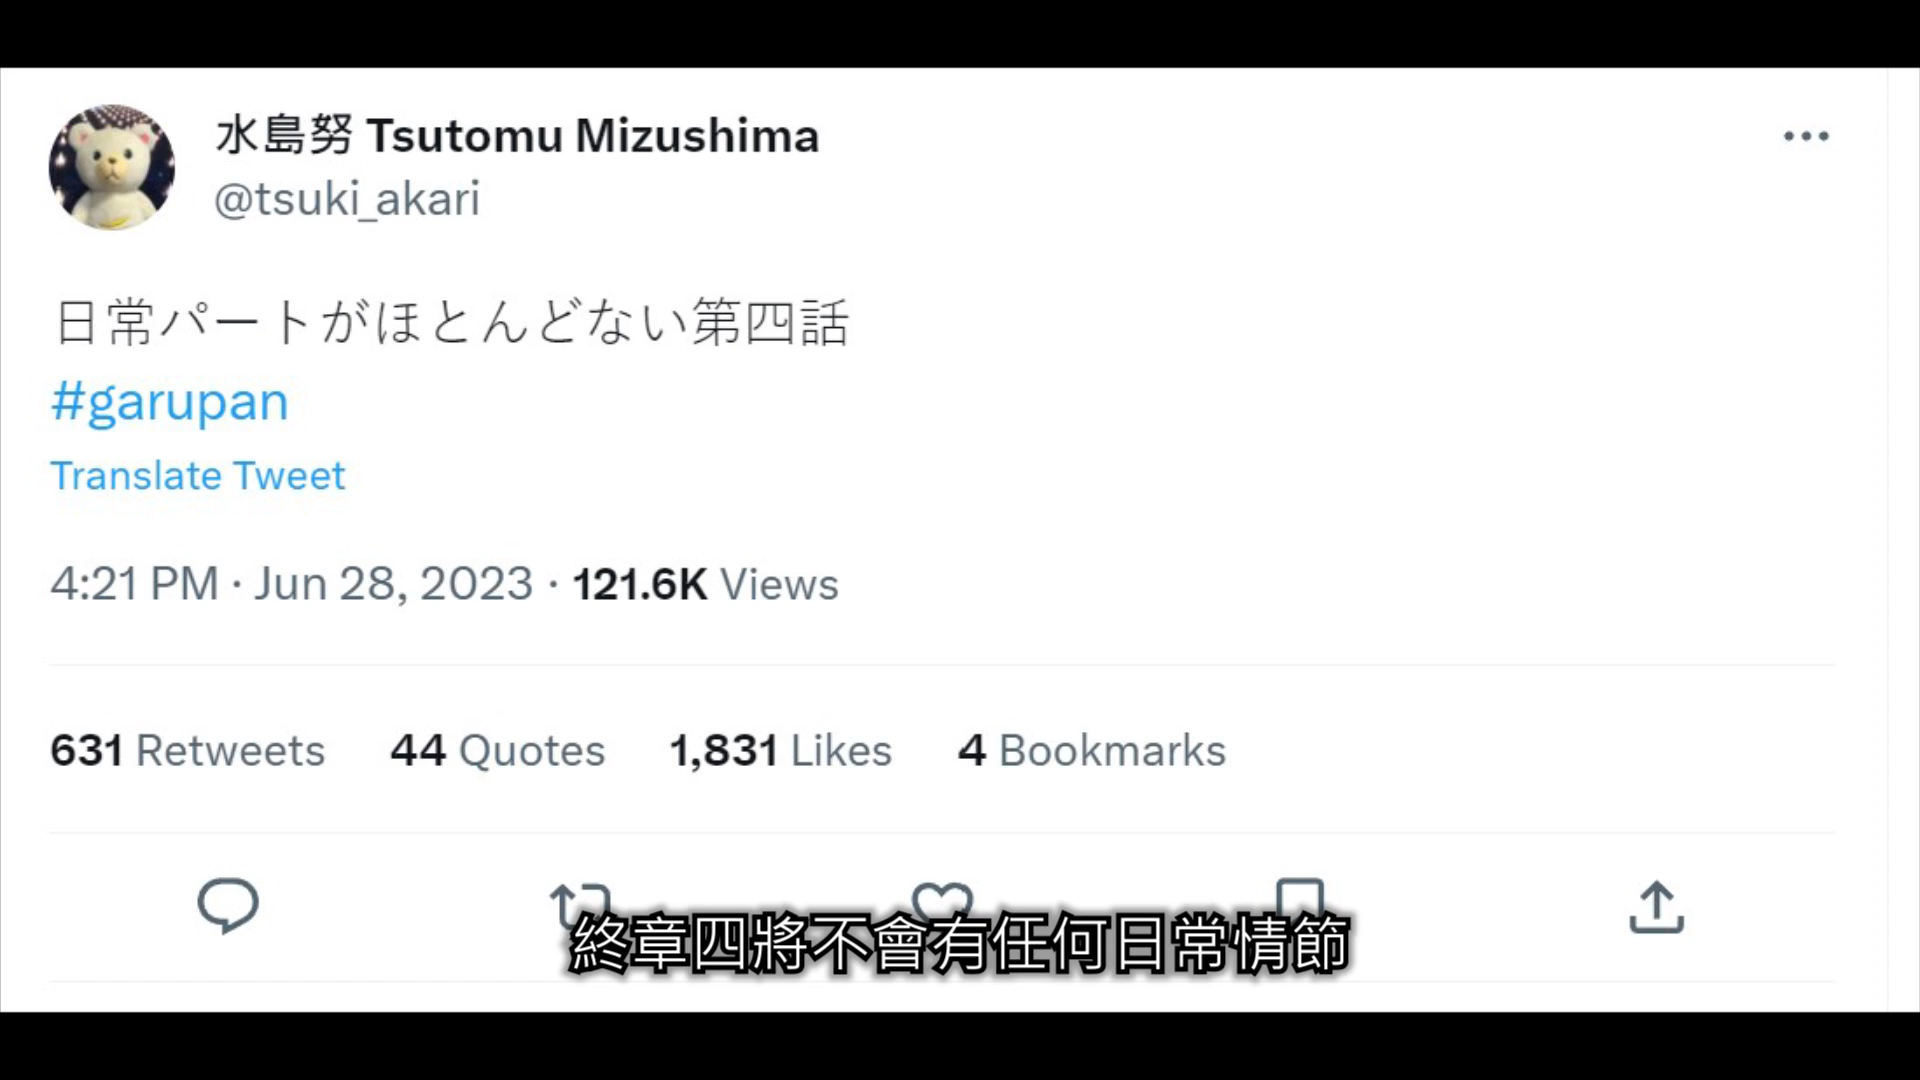 水島努 Tsutomu Mizushima
@tsuki_akari
日常パートがほとんどない第四話
#garupan
Translate Tweet
4:21 PM · Jun 28, 2023 · 121.6K Views
631 Retweets 44 Quotes 1,831 Likes 4 Bookmarks
終章四將不會有任何日常情節